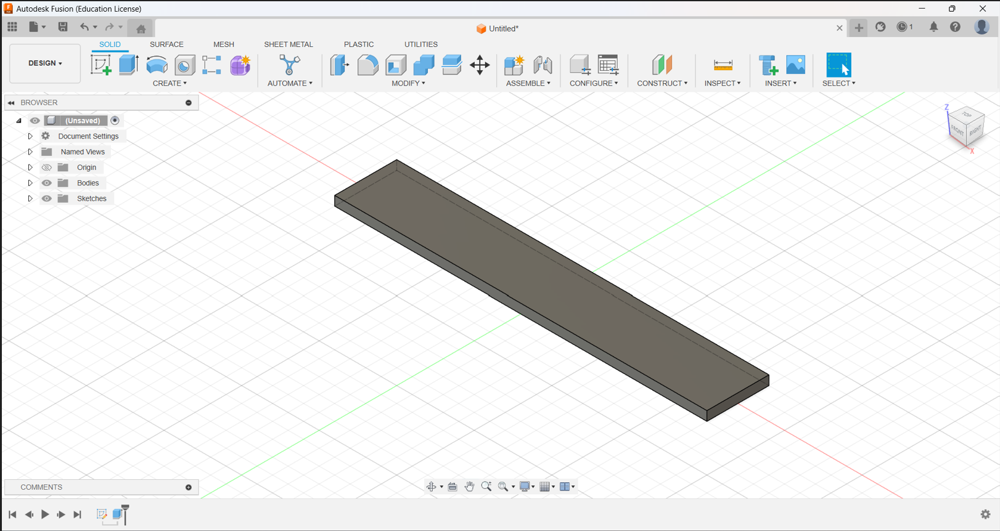 Autodesk Fusion (Education License)
Untitled*
1
SOLID SURFACE MESH SHEET METAL PLASTIC UTILITIES
DESIGN
CREATE AUTOMATE MODIFY ASSEMBLE CONFIGURE CONSTRUCT INSPECT INSERT SELECT
BROWSER
(Unsaved)
Document Settings
Named Views
Origin
Bodies
Sketches
Z
TOP
FRONT RIGHT
X
COMMENTS